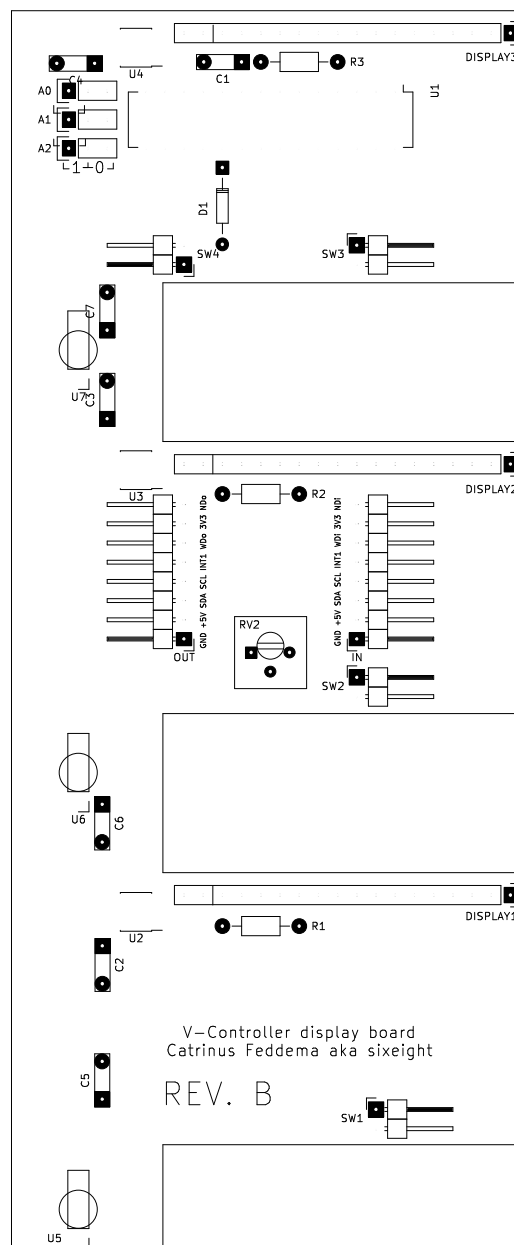 DISPLAY3
U4
C4
C1
R3
U1
A0
A1
A2
1-0
D1
SW4
SW3
C7
U7
C3
DISPLAY2
U3
R2
GND +5V SDA SCL INT1 WDo 3V3 NDo
GND +5V SDA SCL INT1 WDi 3V3 NDi
RV2
OUT
IN
SW2
U6
C6
DISPLAY1
U2
R1
C2
V-Controller display board
Catrinus Feddema aka sixeight
C5
REV. B
SW1
U5